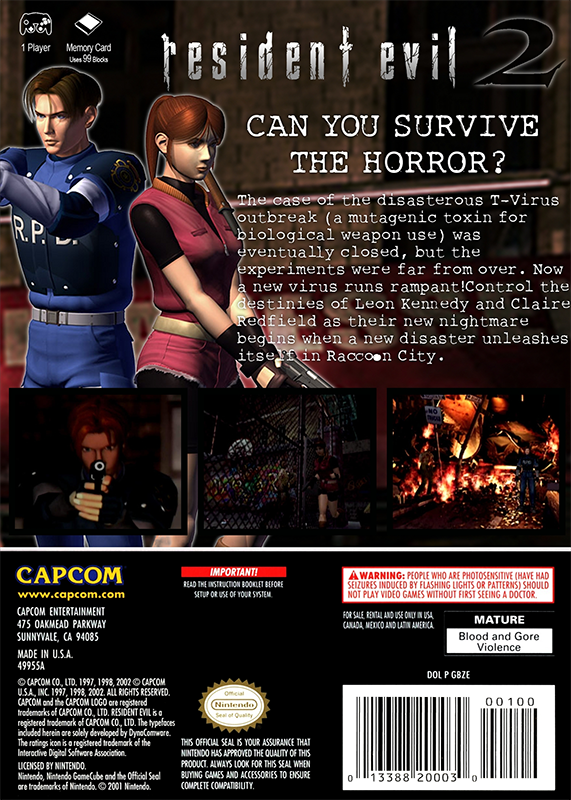 1 Player
Memory Card
Uses 99 Blocks
resident evil 2
CAN YOU SURVIVE
THE HORROR?
The case of the disasterous T-Virus
outbreak (a mutagenic toxin for
biological weapon use) was
eventually closed, but the
experiments were far from over. Now
a new virus runs rampant!Control the
destinies of Leon Kennedy and Claire
Redfield as their new nightmare
begins when a new disaster unleashes
itself in Raccoon City.
R.P.D.
CAPCOM
www.capcom.com
CAPCOM ENTERTAINMENT
475 OAKMEAD PARKWAY
SUNNYVALE, CA 94085
MADE IN U.S.A.
49955A
© CAPCOM CO., LTD. 1997, 1998, 2002 © CAPCOM
U.S.A., INC. 1997, 1998, 2002. ALL RIGHTS RESERVED.
CAPCOM and the CAPCOM LOGO are registered
trademarks of CAPCOM CO., LTD. RESIDENT EVIL is a
registered trademark of CAPCOM CO., LTD. The typefaces
included herein are solely developed by DynaComware.
The ratings icon is a registered trademark of the
Interactive Digital Software Association.
LICENSED BY NINTENDO.
Nintendo, Nintendo GameCube and the Official Seal
are trademarks of Nintendo. © 2001 Nintendo.
IMPORTANT!
READ THE INSTRUCTION BOOKLET BEFORE
SETUP OR USE OF YOUR SYSTEM.
Official
Nintendo
Seal of Quality
THIS OFFICIAL SEAL IS YOUR ASSURANCE THAT
NINTENDO HAS APPROVED THE QUALITY OF THIS
PRODUCT. ALWAYS LOOK FOR THIS SEAL WHEN
BUYING GAMES AND ACCESSORIES TO ENSURE
COMPLETE COMPATIBILITY.
WARNING: PEOPLE WHO ARE PHOTOSENSITIVE (HAVE HAD
SEIZURES INDUCED BY FLASHING LIGHTS OR PATTERNS) SHOULD
NOT PLAY VIDEO GAMES WITHOUT FIRST SEEING A DOCTOR.
FOR SALE, RENTAL AND USE ONLY IN USA,
CANADA, MEXICO AND LATIN AMERICA.
MATURE
Blood and Gore
Violence
DOL P GBZE
00100
0 13388 20003 0